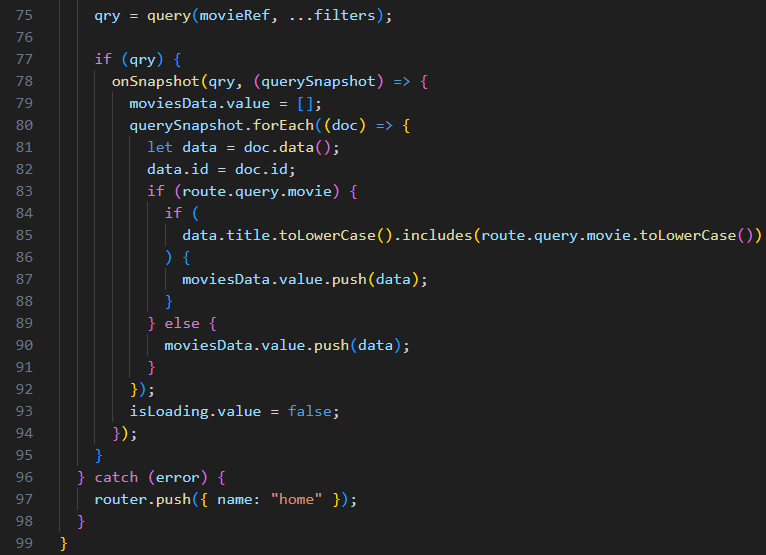 75 qry = query(movieRef, ...filters);
76
77 if (qry) {
78 onSnapshot(qry, (querySnapshot) => {
79 moviesData.value = [];
80 querySnapshot.forEach((doc) => {
81 let data = doc.data();
82 data.id = doc.id;
83 if (route.query.movie) {
84 if (
85 data.title.toLowerCase().includes(route.query.movie.toLowerCase())
86 ) {
87 moviesData.value.push(data);
88 }
89 } else {
90 moviesData.value.push(data);
91 }
92 });
93 isLoading.value = false;
94 });
95 }
96 } catch (error) {
97 router.push({ name: "home" });
98 }
99 }